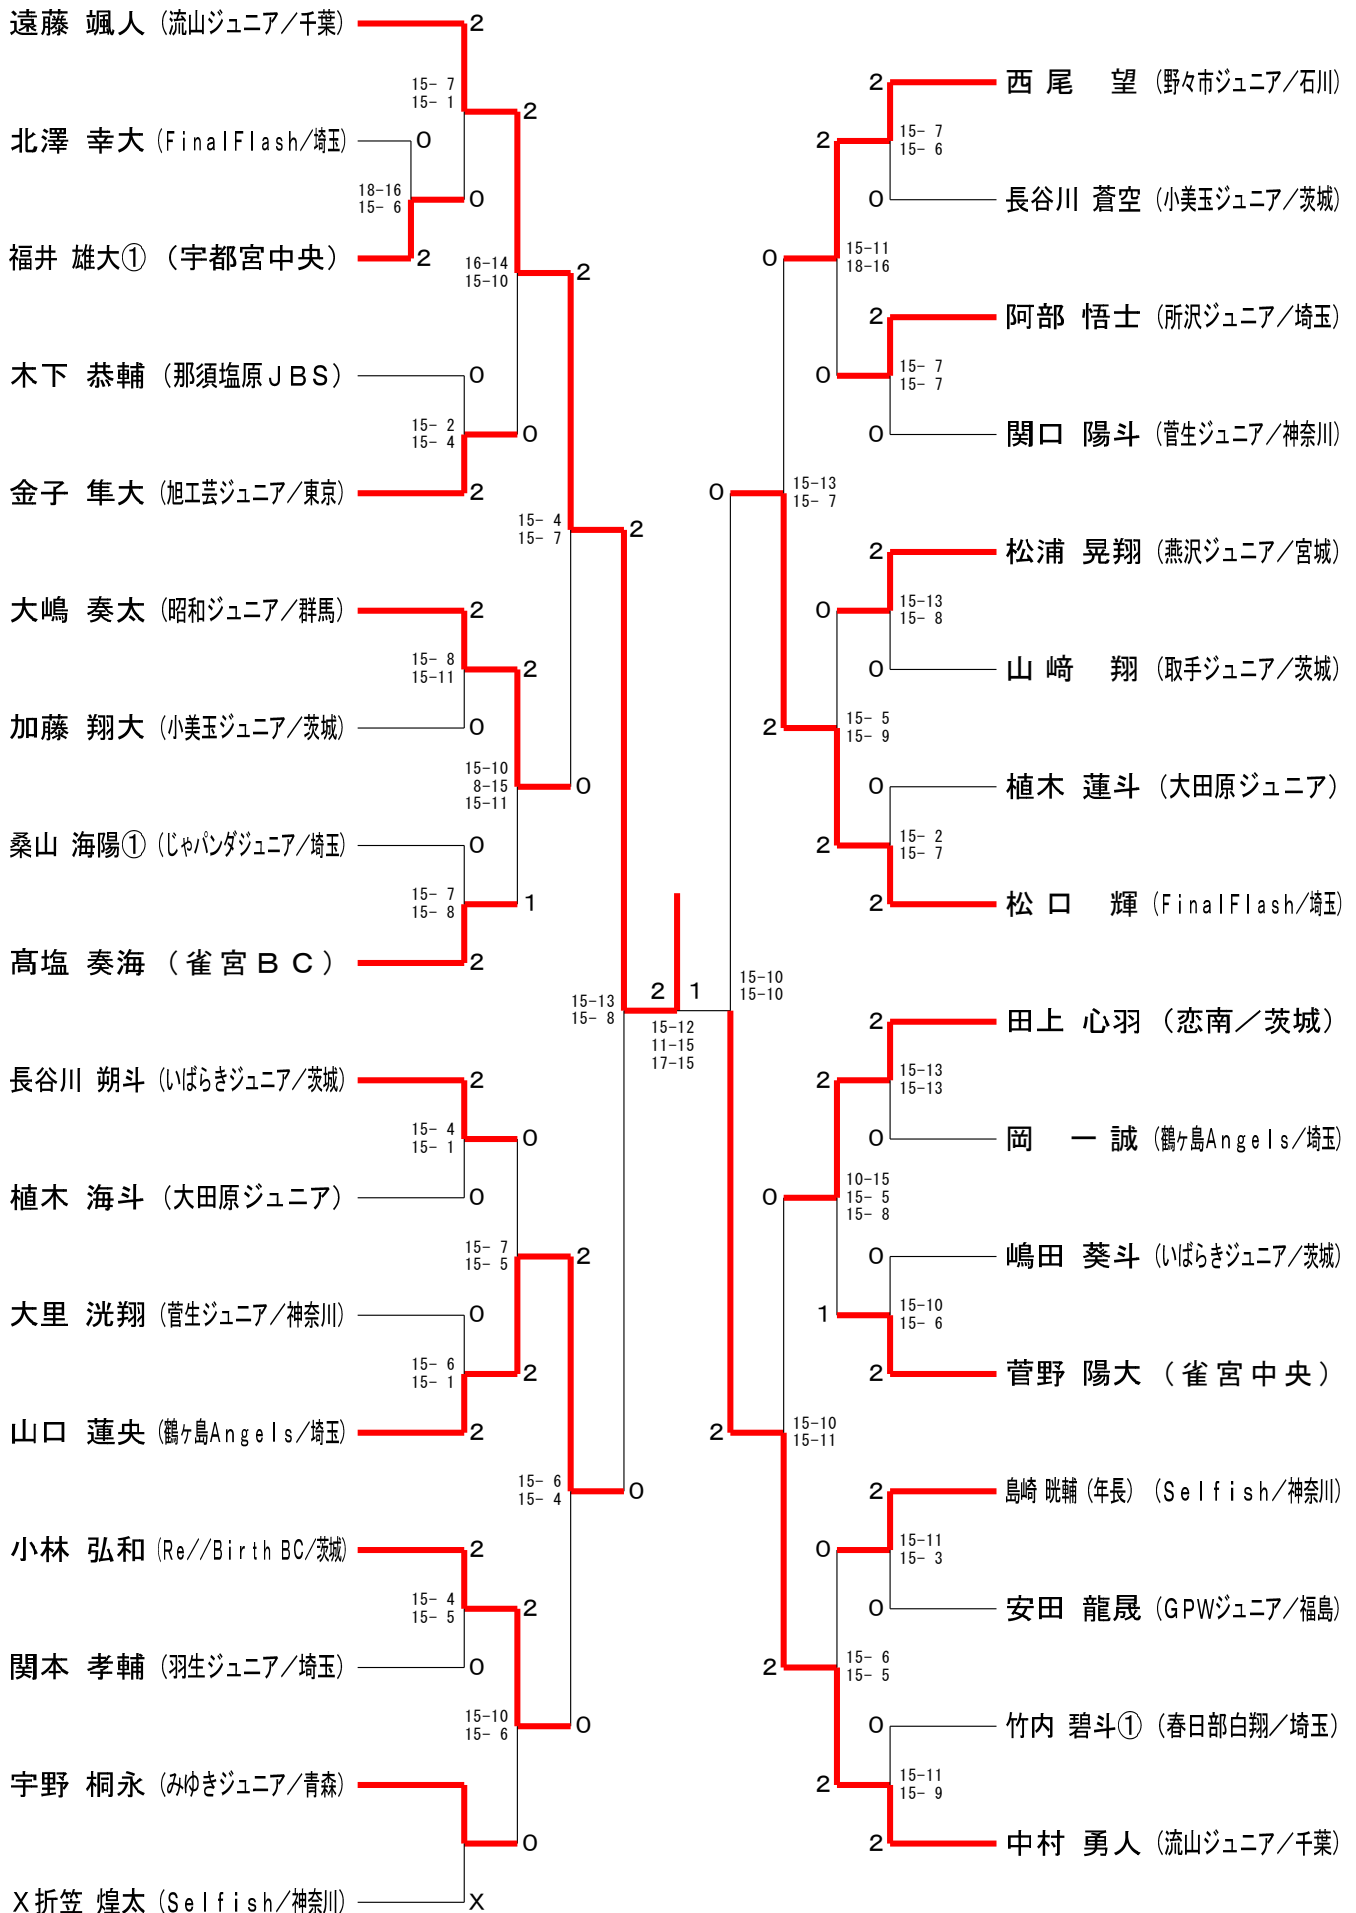 遠藤 颯人 (流山ジュニア／千葉) 2
15- 7
15- 1
2
北澤 幸大 (FinalFlash/埼玉) 0
18-16
15- 6
0
福井 雄大① (宇都宮中央) 2
16-14
15-10
2
木下 恭輔 (那須塩原JBS) 0
15- 2
15- 4
0
金子 隼大 (旭工芸ジュニア／東京) 2
15- 4
15- 7
2
大嶋 奏太 (昭和ジュニア／群馬) 2
15- 8
15-11
2
加藤 翔大 (小美玉ジュニア／茨城) 0
15-10
8-15
15-11
0
桑山 海陽① (じゃパンダジュニア／埼玉) 0
15- 7
15- 8
1
髙塩 奏海 (雀宮BC) 2
15-13
15- 8
2 1
15-12
11-15
17-15
長谷川 朔斗 (いばらきジュニア／茨城) 2
15- 4
15- 1
0
植木 海斗 (大田原ジュニア) 0
15- 7
15- 5
2
大里 洸翔 (菅生ジュニア／神奈川) 0
15- 6
15- 1
2
山口 蓮央 (鶴ヶ島Angels/埼玉) 2
15- 6
15- 4
0
小林 弘和 (Re//Birth BC/茨城) 2
15- 4
15- 5
2
関本 孝輔 (羽生ジュニア／埼玉) 0
15-10
15- 6
0
宇野 桐永 (みゆきジュニア／青森)
0
X折笠 煌太 (Selfish/神奈川) X
2 西尾 望 (野々市ジュニア／石川)
2
15- 7
15- 6
0 長谷川 蒼空 (小美玉ジュニア／茨城)
0
15-11
18-16
2 阿部 悟士 (所沢ジュニア／埼玉)
0
15- 7
15- 7
0 関口 陽斗 (菅生ジュニア／神奈川)
0
15-13
15- 7
2 松浦 晃翔 (燕沢ジュニア／宮城)
0
15-13
15- 8
0 山﨑 翔 (取手ジュニア／茨城)
2
15- 5
15- 9
0 植木 蓮斗 (大田原ジュニア)
2
15- 2
15- 7
2 松口 輝 (FinalFlash/埼玉)
15-10
15-10
2 田上 心羽 (恋南／茨城)
2
15-13
15-13
0 岡 一誠 (鶴ヶ島Angels/埼玉)
0
10-15
15- 5
15- 8
0 嶋田 葵斗 (いばらきジュニア／茨城)
1
15-10
15- 6
2 菅野 陽大 (雀宮中央)
2
15-10
15-11
2 島崎 晄輔 (年長) (Selfish/神奈川)
0
15-11
15- 3
0 安田 龍晟 (GPWジュニア／福島)
2
15- 6
15- 5
0 竹内 碧斗① (春日部白翔／埼玉)
2
15-11
15- 9
2 中村 勇人 (流山ジュニア／千葉)